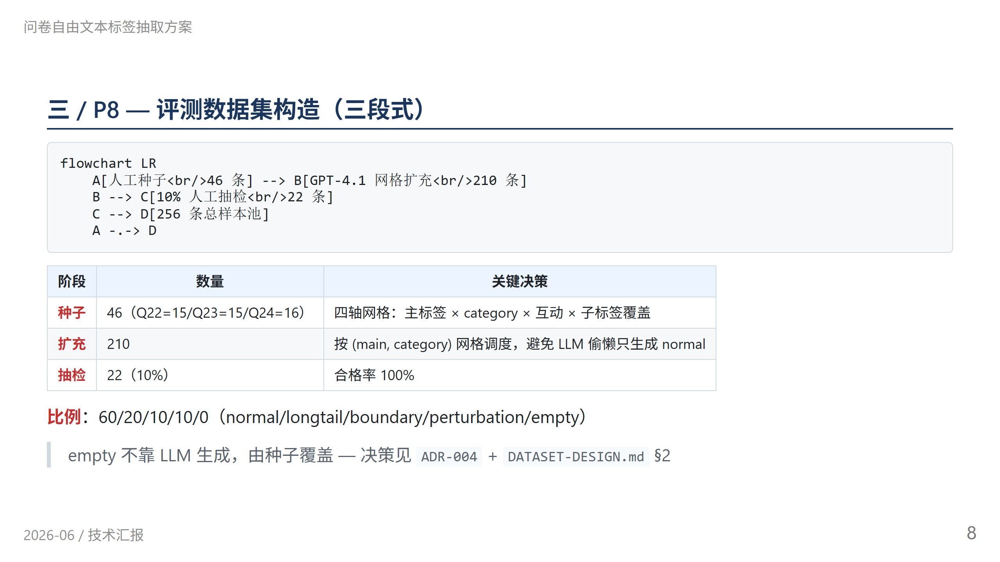 问卷自由文本标签抽取方案
三 / P8 — 评测数据集构造（三段式）
flowchart LR
    A[人工种子<br/>46 条] --> B[GPT-4.1 网格扩充<br/>210 条]
    B --> C[10% 人工抽检<br/>22 条]
    C --> D[256 条总样本池]
    A -.-> D
阶段 数量 关键决策
种子 46（Q22=15/Q23=15/Q24=16） 四轴网格：主标签 × category × 互动 × 子标签覆盖
扩充 210 按 (main, category) 网格调度，避免 LLM 偷懒只生成 normal
抽检 22（10%） 合格率 100%
比例：60/20/10/10/0（normal/longtail/boundary/perturbation/empty）
empty 不靠 LLM 生成，由种子覆盖 — 决策见 ADR-004 + DATASET-DESIGN.md §2
2026-06 / 技术汇报
8